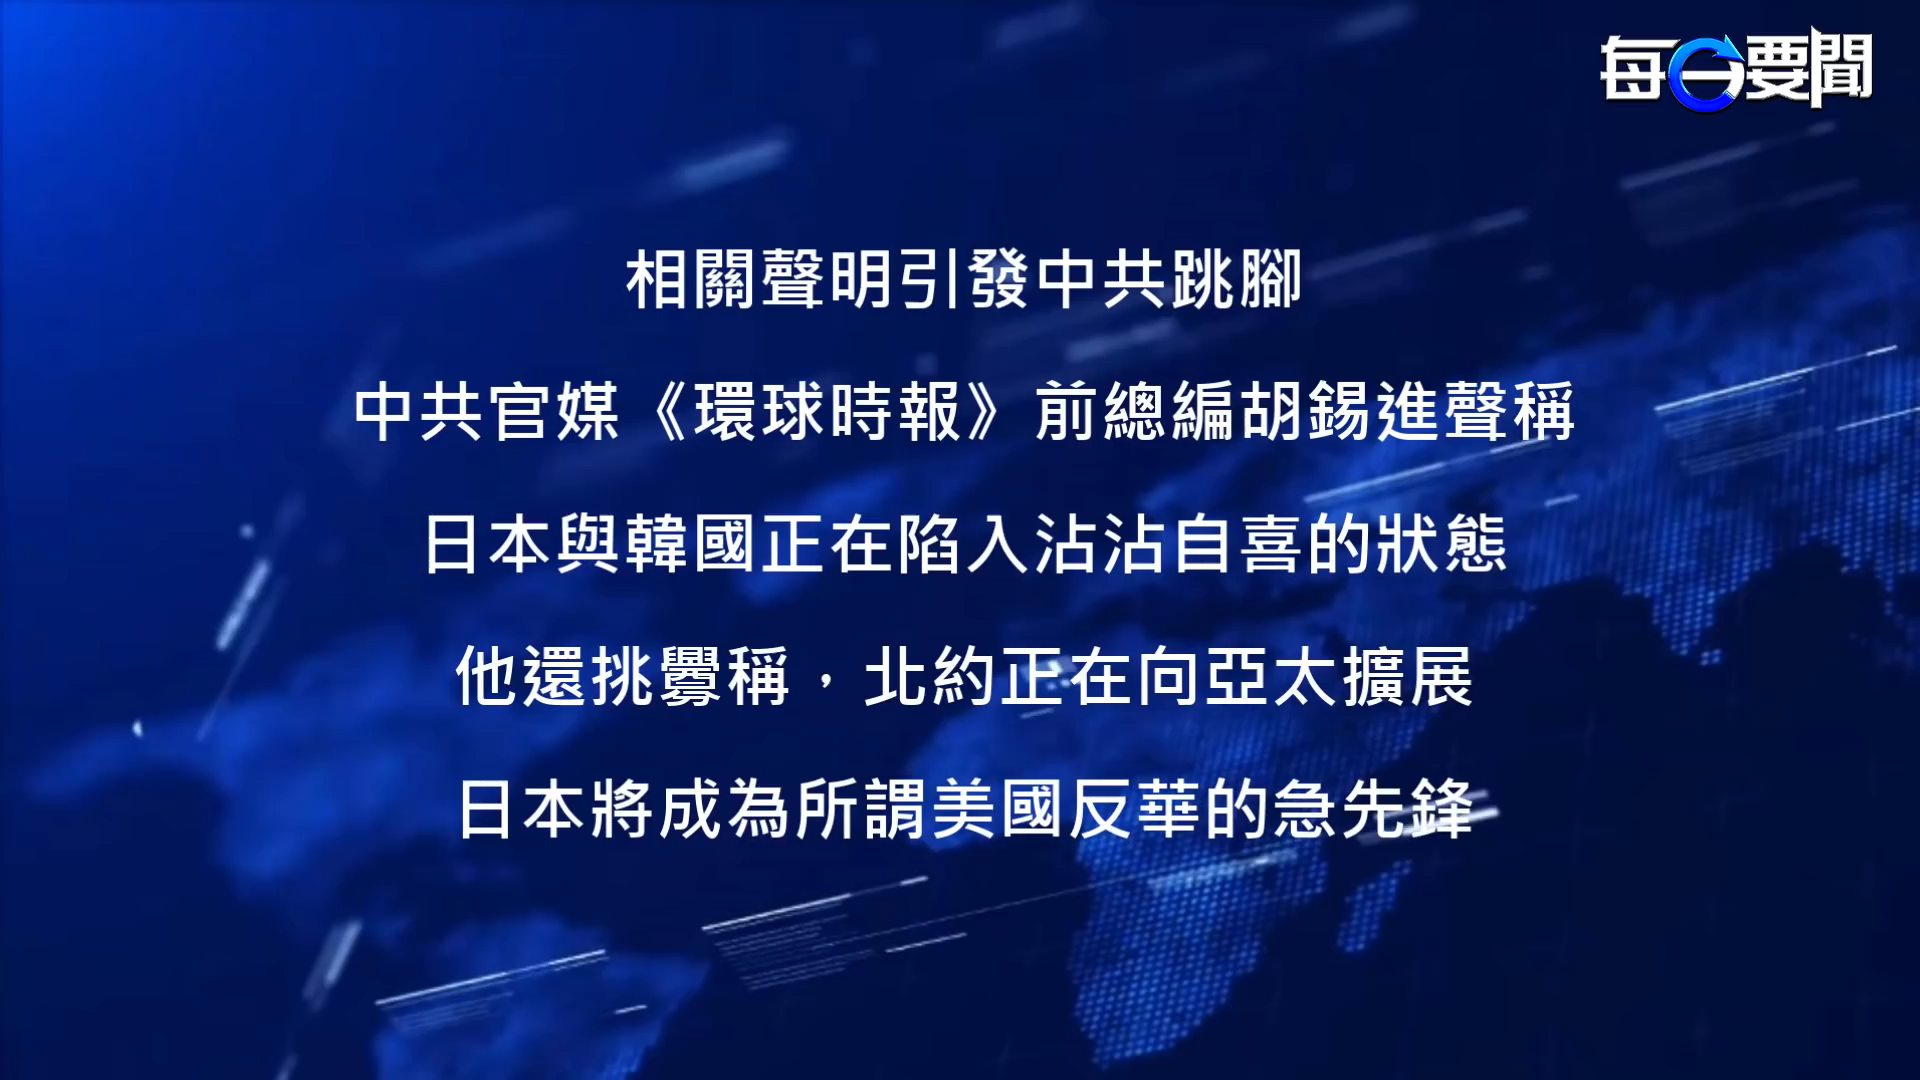 每日要聞
相關聲明引發中共跳腳
中共官媒《環球時報》前總編胡錫進聲稱
日本與韓國正在陷入沾沾自喜的狀態
他還挑釁稱，北約正在向亞太擴展
日本將成為所謂美國反華的急先鋒